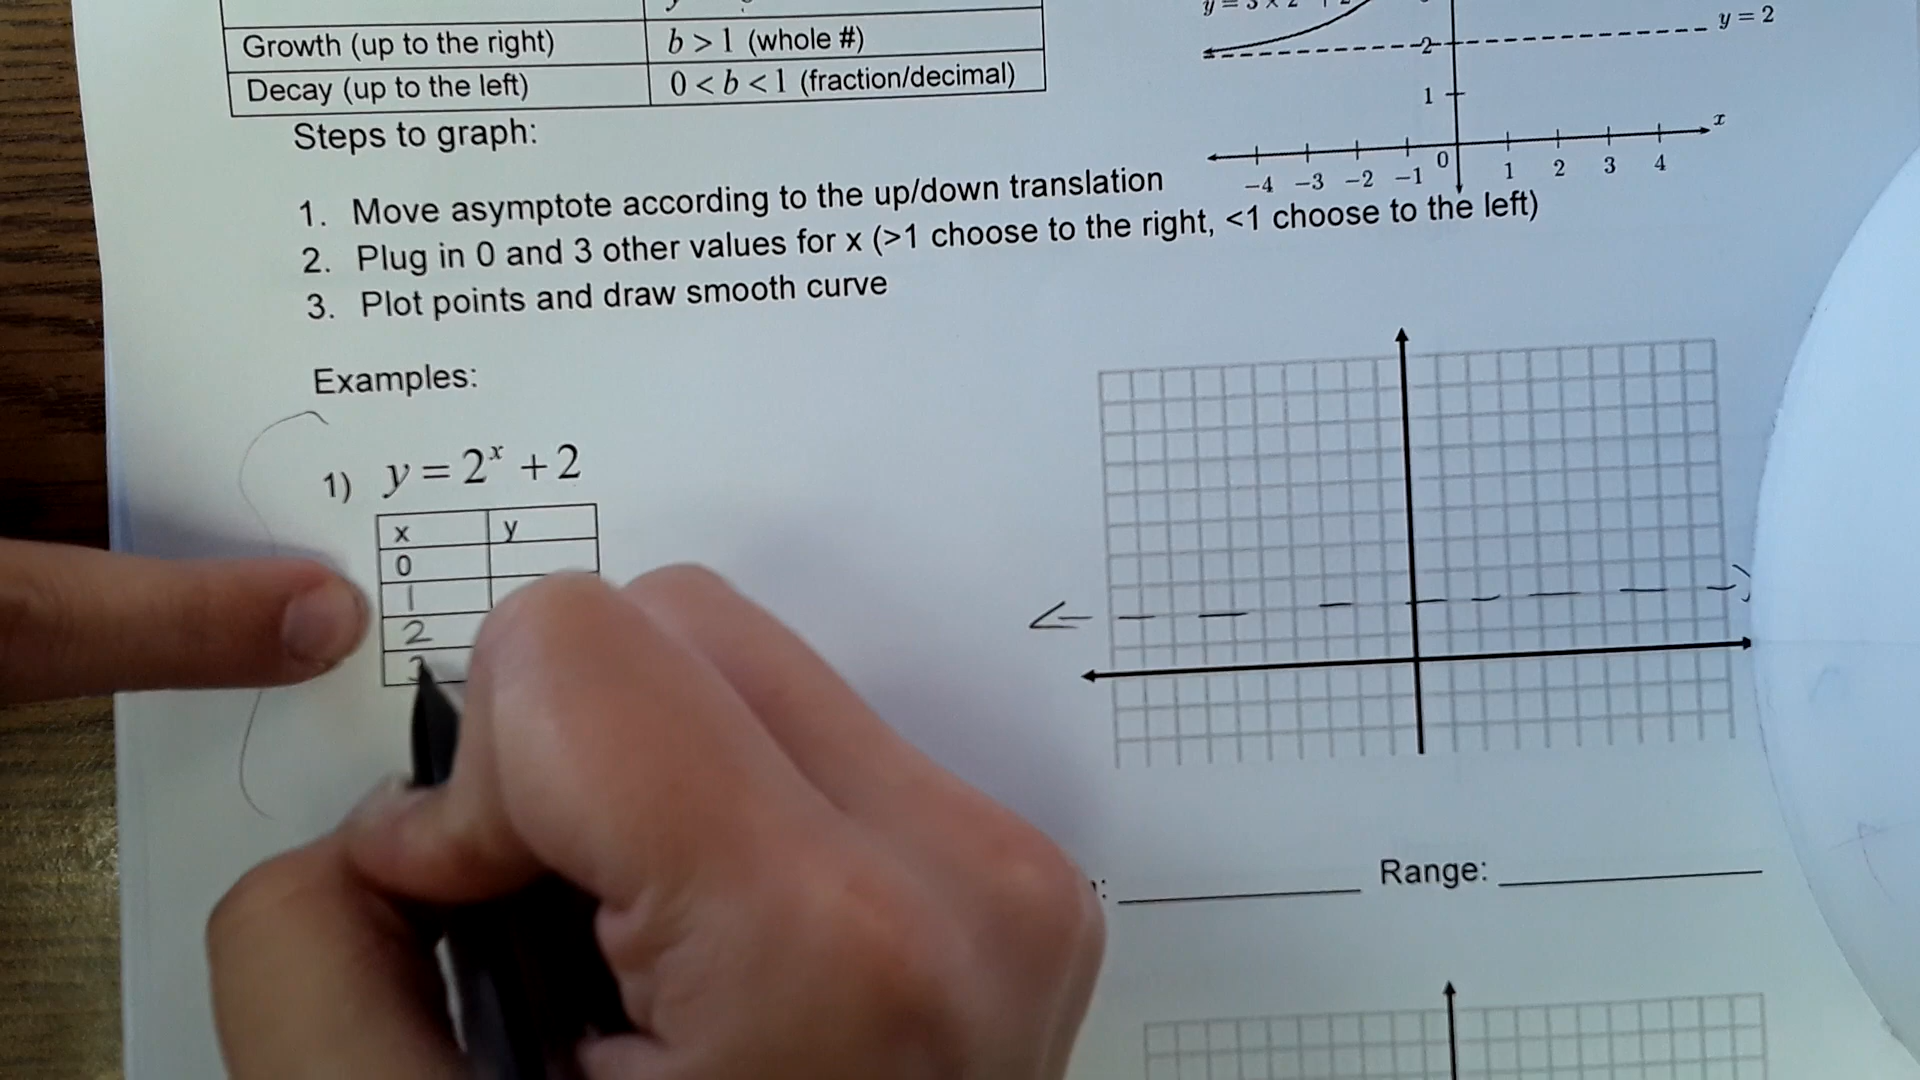 Growth (up to the right) b > 1 (whole #)
Decay (up to the left) 0 < b < 1 (fraction/decimal)
y = 2
2
1
x
0
-4 -3 -2 -1 1 2 3 4
Steps to graph:
1. Move asymptote according to the up/down translation
2. Plug in 0 and 3 other values for x (>1 choose to the right, <1 choose to the left)
3. Plot points and draw smooth curve
Examples:
1) y = 2ˣ + 2
x y
0
1
2
3
Range: